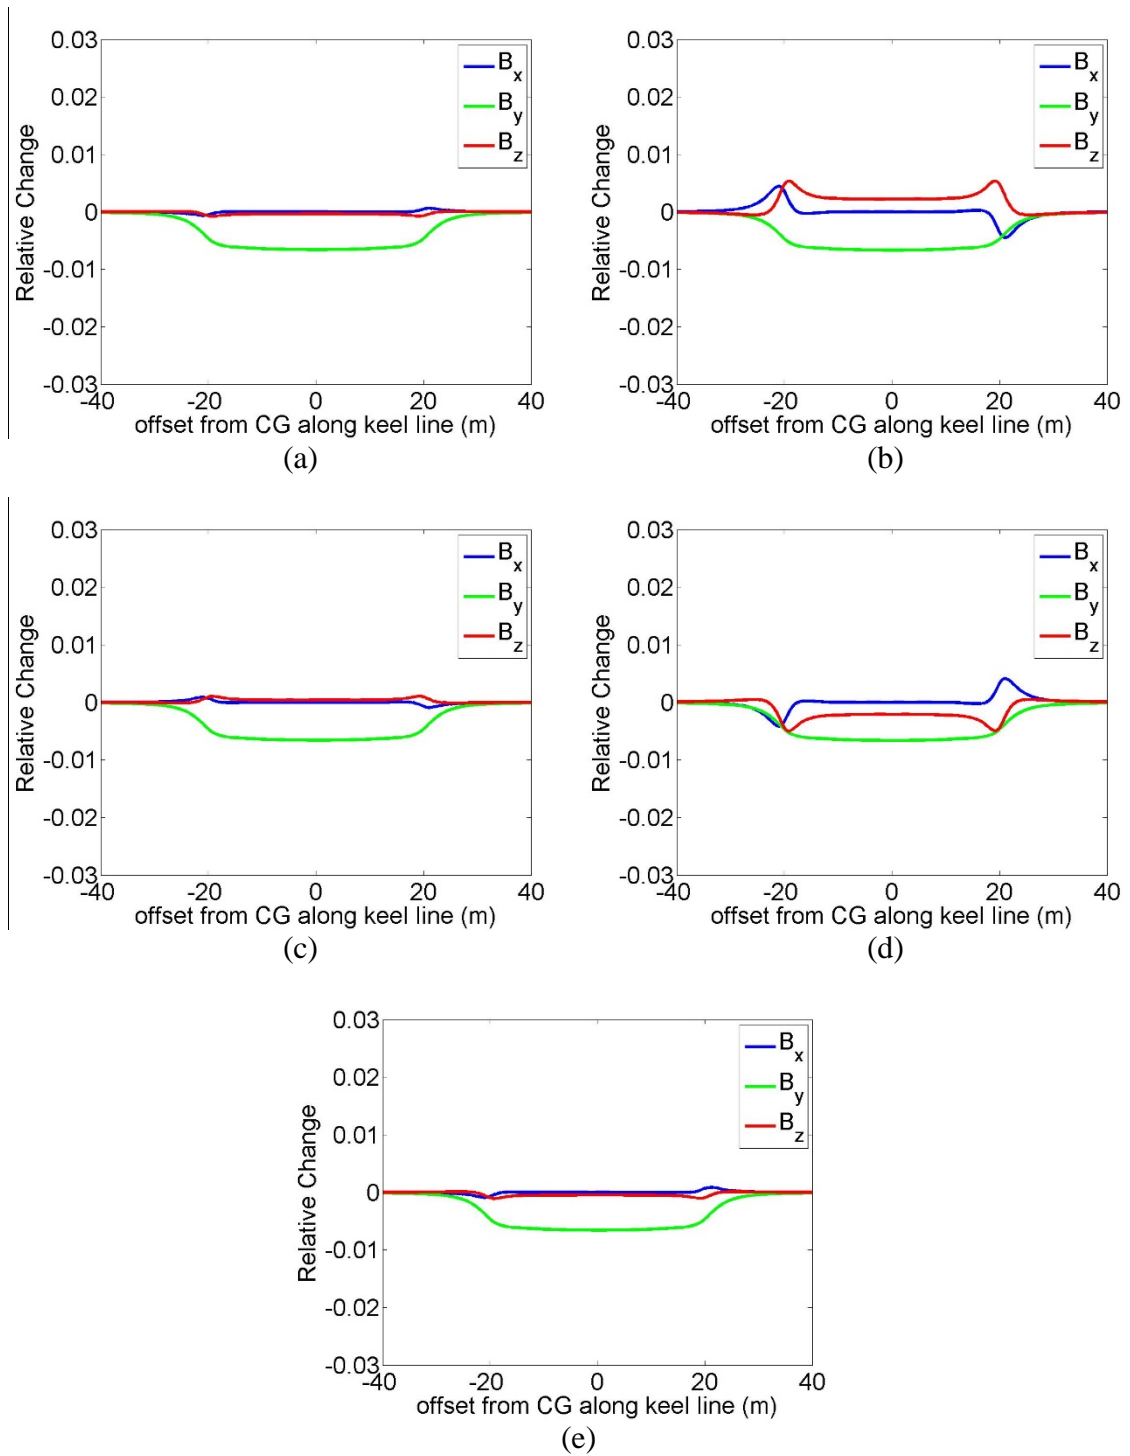 0.03
0.02
0.01
0
-0.01
-0.02
-0.03
Relative Change
-40 -20 0 20 40
offset from CG along keel line (m)
B_x
B_y
B_z
(a)
0.03
0.02
0.01
0
-0.01
-0.02
-0.03
Relative Change
-40 -20 0 20 40
offset from CG along keel line (m)
B_x
B_y
B_z
(b)
0.03
0.02
0.01
0
-0.01
-0.02
-0.03
Relative Change
-40 -20 0 20 40
offset from CG along keel line (m)
B_x
B_y
B_z
(c)
0.03
0.02
0.01
0
-0.01
-0.02
-0.03
Relative Change
-40 -20 0 20 40
offset from CG along keel line (m)
B_x
B_y
B_z
(d)
0.03
0.02
0.01
0
-0.01
-0.02
-0.03
Relative Change
-40 -20 0 20 40
offset from CG along keel line (m)
B_x
B_y
B_z
(e)